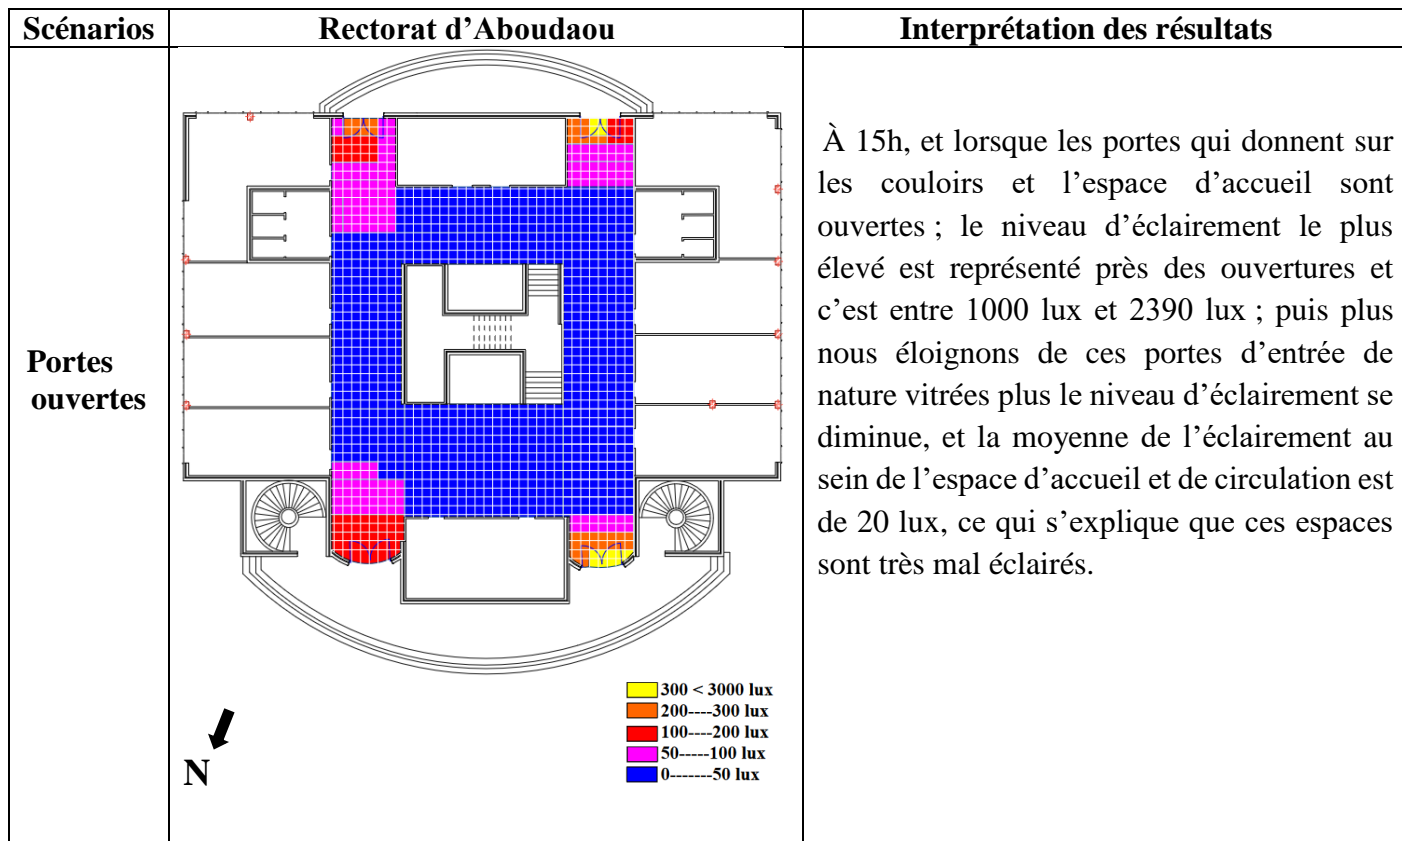 Scénarios
Rectorat d’Aboudaou
Interprétation des résultats
Portes
ouvertes
300 < 3000 lux
200----300 lux
100----200 lux
50-----100 lux
0-------50 lux
N
À 15h, et lorsque les portes qui donnent sur
les couloirs et l’espace d’accueil sont
ouvertes ; le niveau d’éclairement le plus
élevé est représenté près des ouvertures et
c’est entre 1000 lux et 2390 lux ; puis plus
nous éloignons de ces portes d’entrée de
nature vitrées plus le niveau d’éclairement se
diminue, et la moyenne de l’éclairement au
sein de l’espace d’accueil et de circulation est
de 20 lux, ce qui s’explique que ces espaces
sont très mal éclairés.